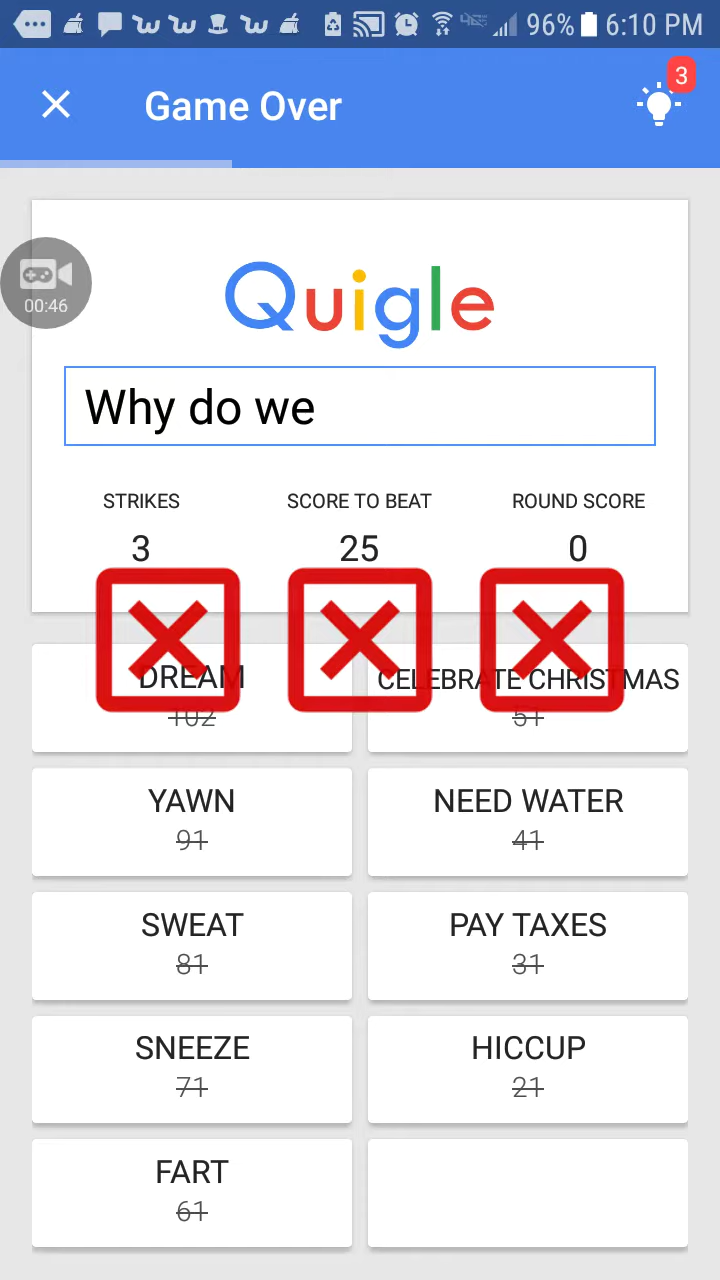 96% 6:10 PM
Game Over
3
00:46
Quigle
Why do we
STRIKES SCORE TO BEAT ROUND SCORE
3 25 0
DREAM CELEBRATE CHRISTMAS
102 51
YAWN NEED WATER
91 41
SWEAT PAY TAXES
81 31
SNEEZE HICCUP
71 21
FART
61